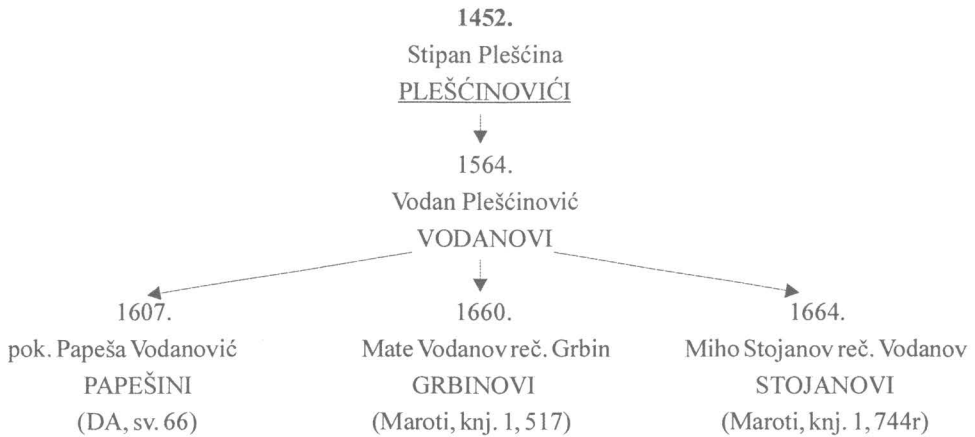 1452.
Stipan Plešćina
PLEŠĆINOVIĆI
1564.
Vodan Plešćinović
VODANOVI
1607.
pok. Papeša Vodanović
PAPEŠINI
(DA, sv. 66)
1660.
Mate Vodanov reč. Grbin
GRBINOVI
(Maroti, knj. 1, 517)
1664.
Miho Stojanov reč. Vodanov
STOJANOVI
(Maroti, knj. 1, 744r)